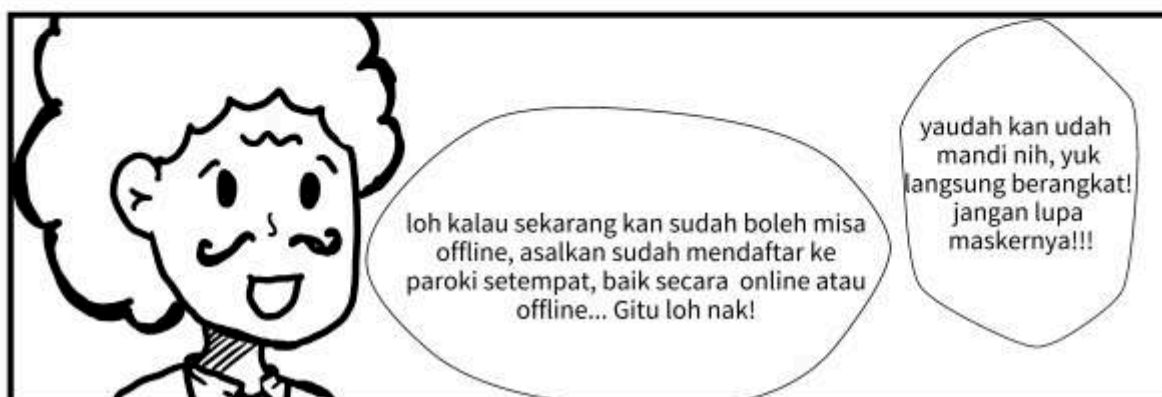 loh kalau sekarang kan sudah boleh misa
offline, asalkan sudah mendaftar ke
paroki setempat, baik secara online atau
offline... Gitu loh nak!
yaudah kan udah
mandi nih, yuk
langsung berangkat!
jangan lupa
maskernya!!!